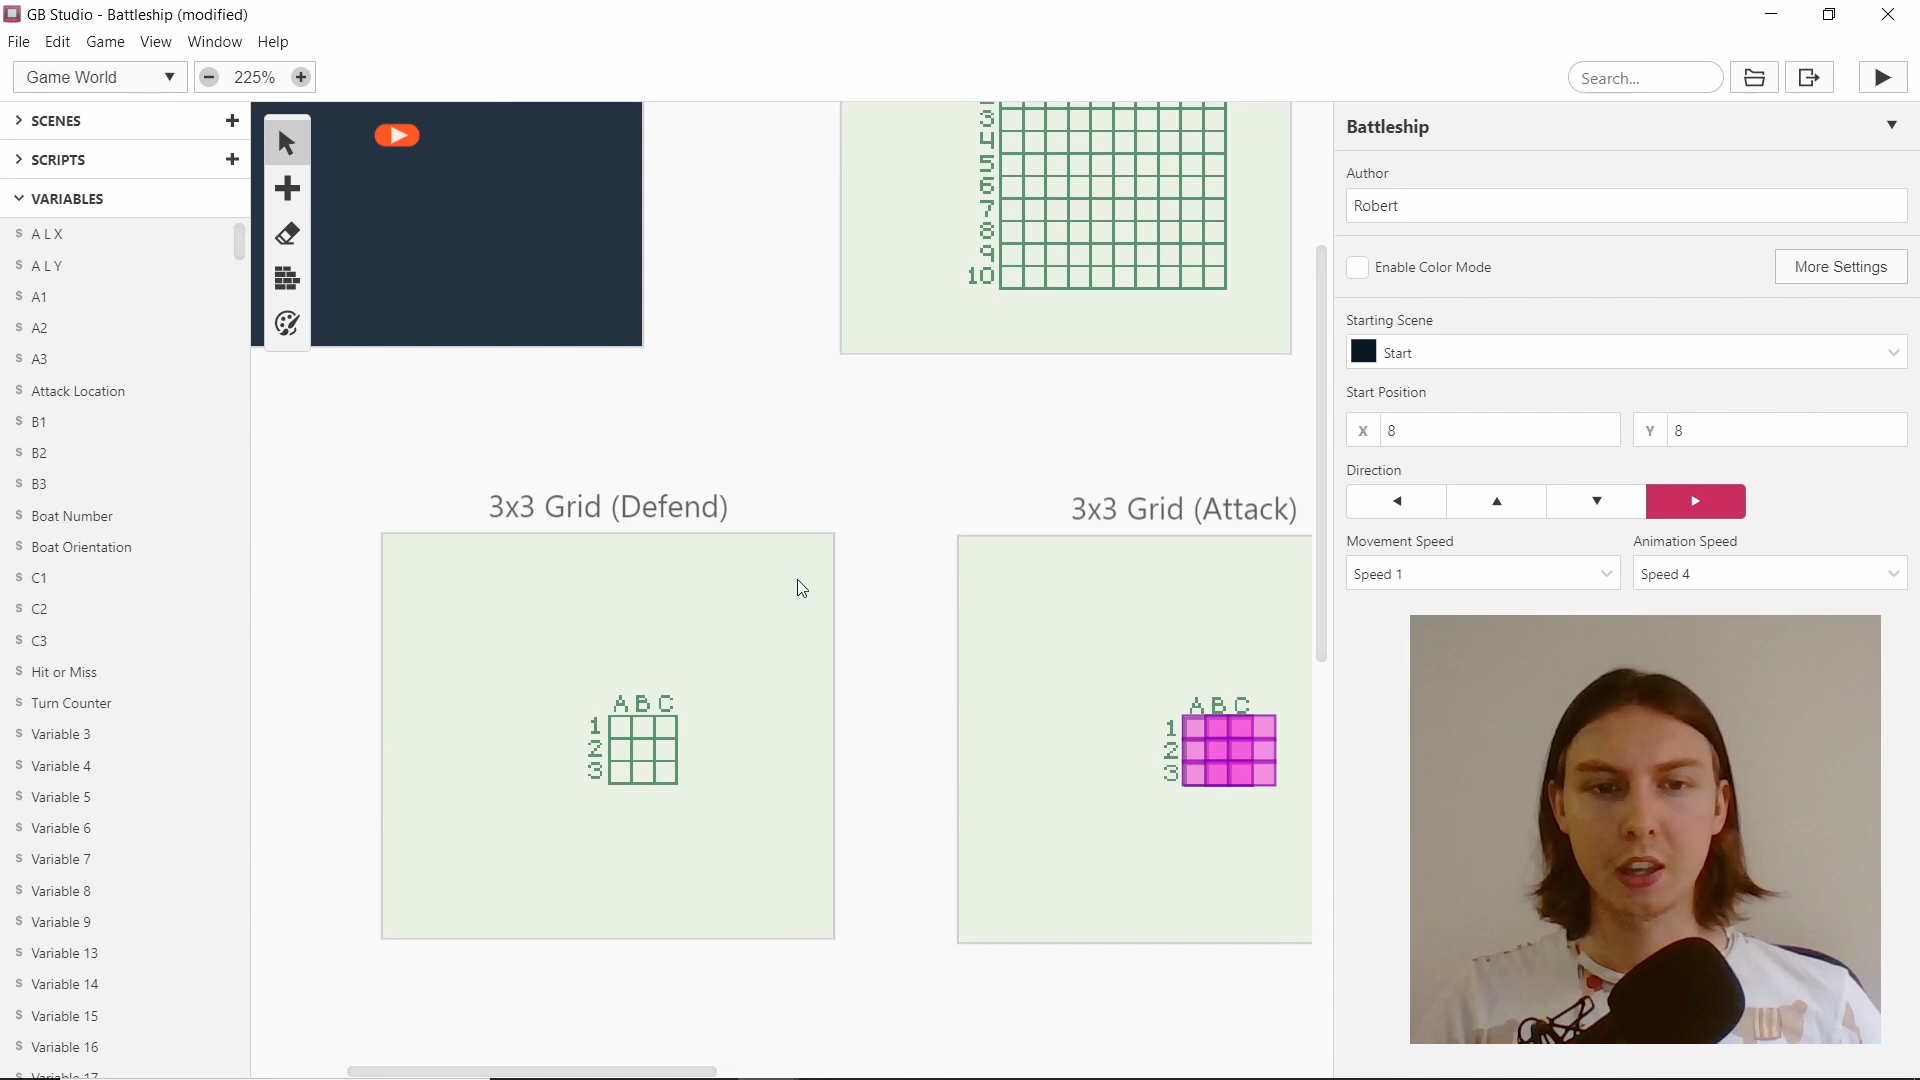 GB Studio - Battleship (modified)
File Edit Game View Window Help
Game World
225%
Search...
SCENES
SCRIPTS
VARIABLES
$ A L X
$ A L Y
$ A1
$ A2
$ A3
$ Attack Location
$ B1
$ B2
$ B3
$ Boat Number
$ Boat Orientation
$ C1
$ C2
$ C3
$ Hit or Miss
$ Turn Counter
$ Variable 3
$ Variable 4
$ Variable 5
$ Variable 6
$ Variable 7
$ Variable 8
$ Variable 9
$ Variable 13
$ Variable 14
$ Variable 15
$ Variable 16
$ Variable 17
3
4
5
6
7
8
9
10
3x3 Grid (Defend)
A B C
1
2
3
3x3 Grid (Attack)
A B C
1
2
3
Battleship
Author
Robert
Enable Color Mode
More Settings
Starting Scene
Start
Start Position
X 8
Y 8
Direction
Movement Speed
Animation Speed
Speed 1
Speed 4